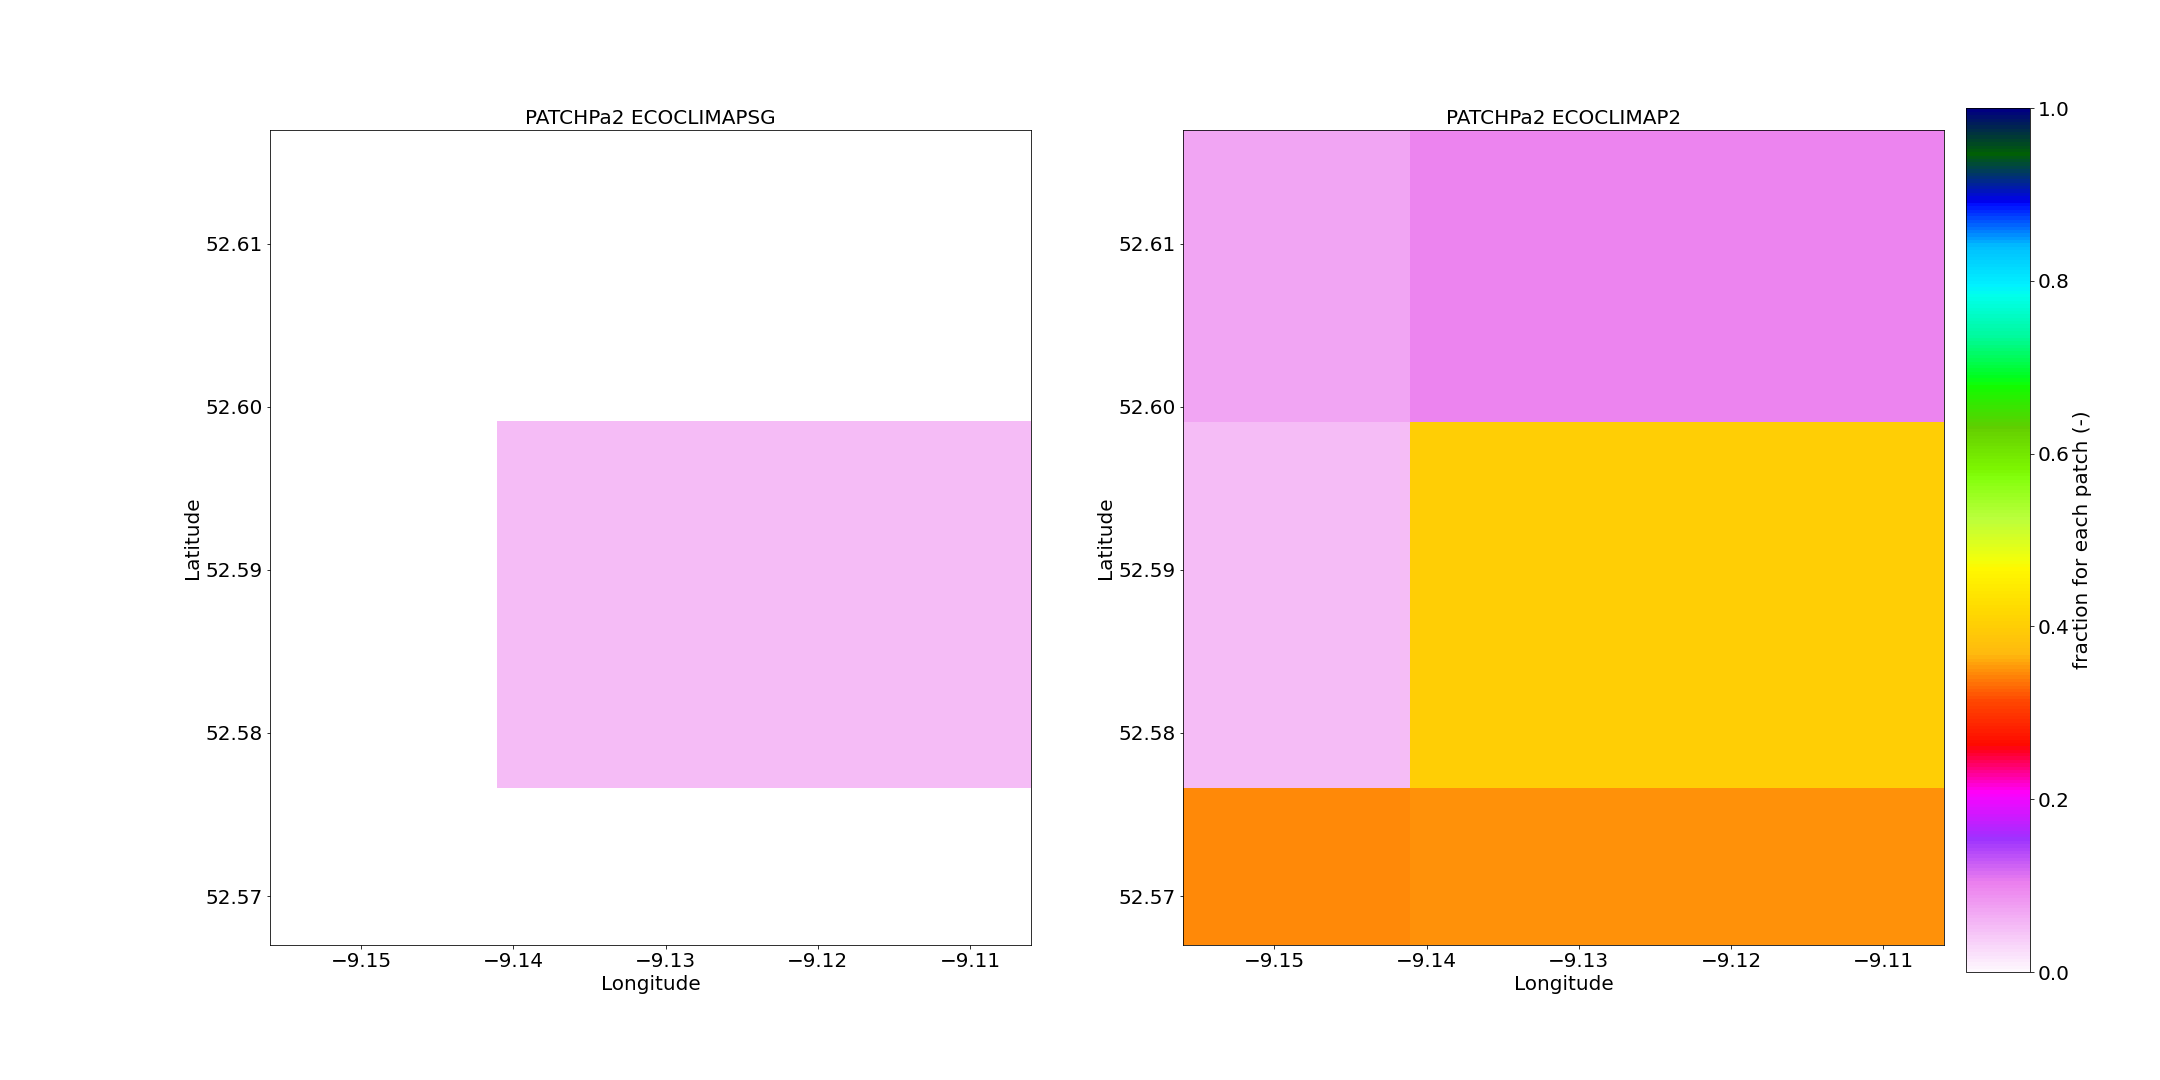 PATCHPa2 ECOCLIMAPSG
Latitude
52.61
52.60
52.59
52.58
52.57
−9.15 −9.14 −9.13 −9.12 −9.11
Longitude
PATCHPa2 ECOCLIMAP2
Latitude
52.61
52.60
52.59
52.58
52.57
−9.15 −9.14 −9.13 −9.12 −9.11
Longitude
1.0
0.8
0.6
0.4
0.2
0.0
fraction for each patch (-)